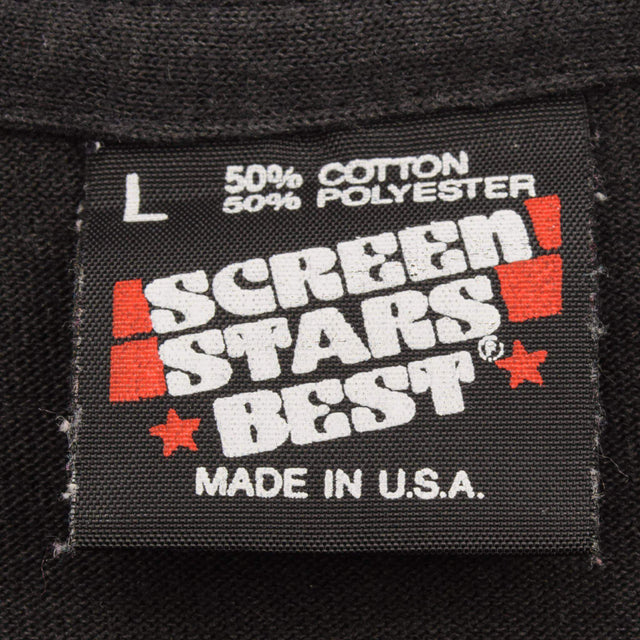 L
50% COTTON
50% POLYESTER
SCREEN
STARS®
BEST
MADE IN U.S.A.